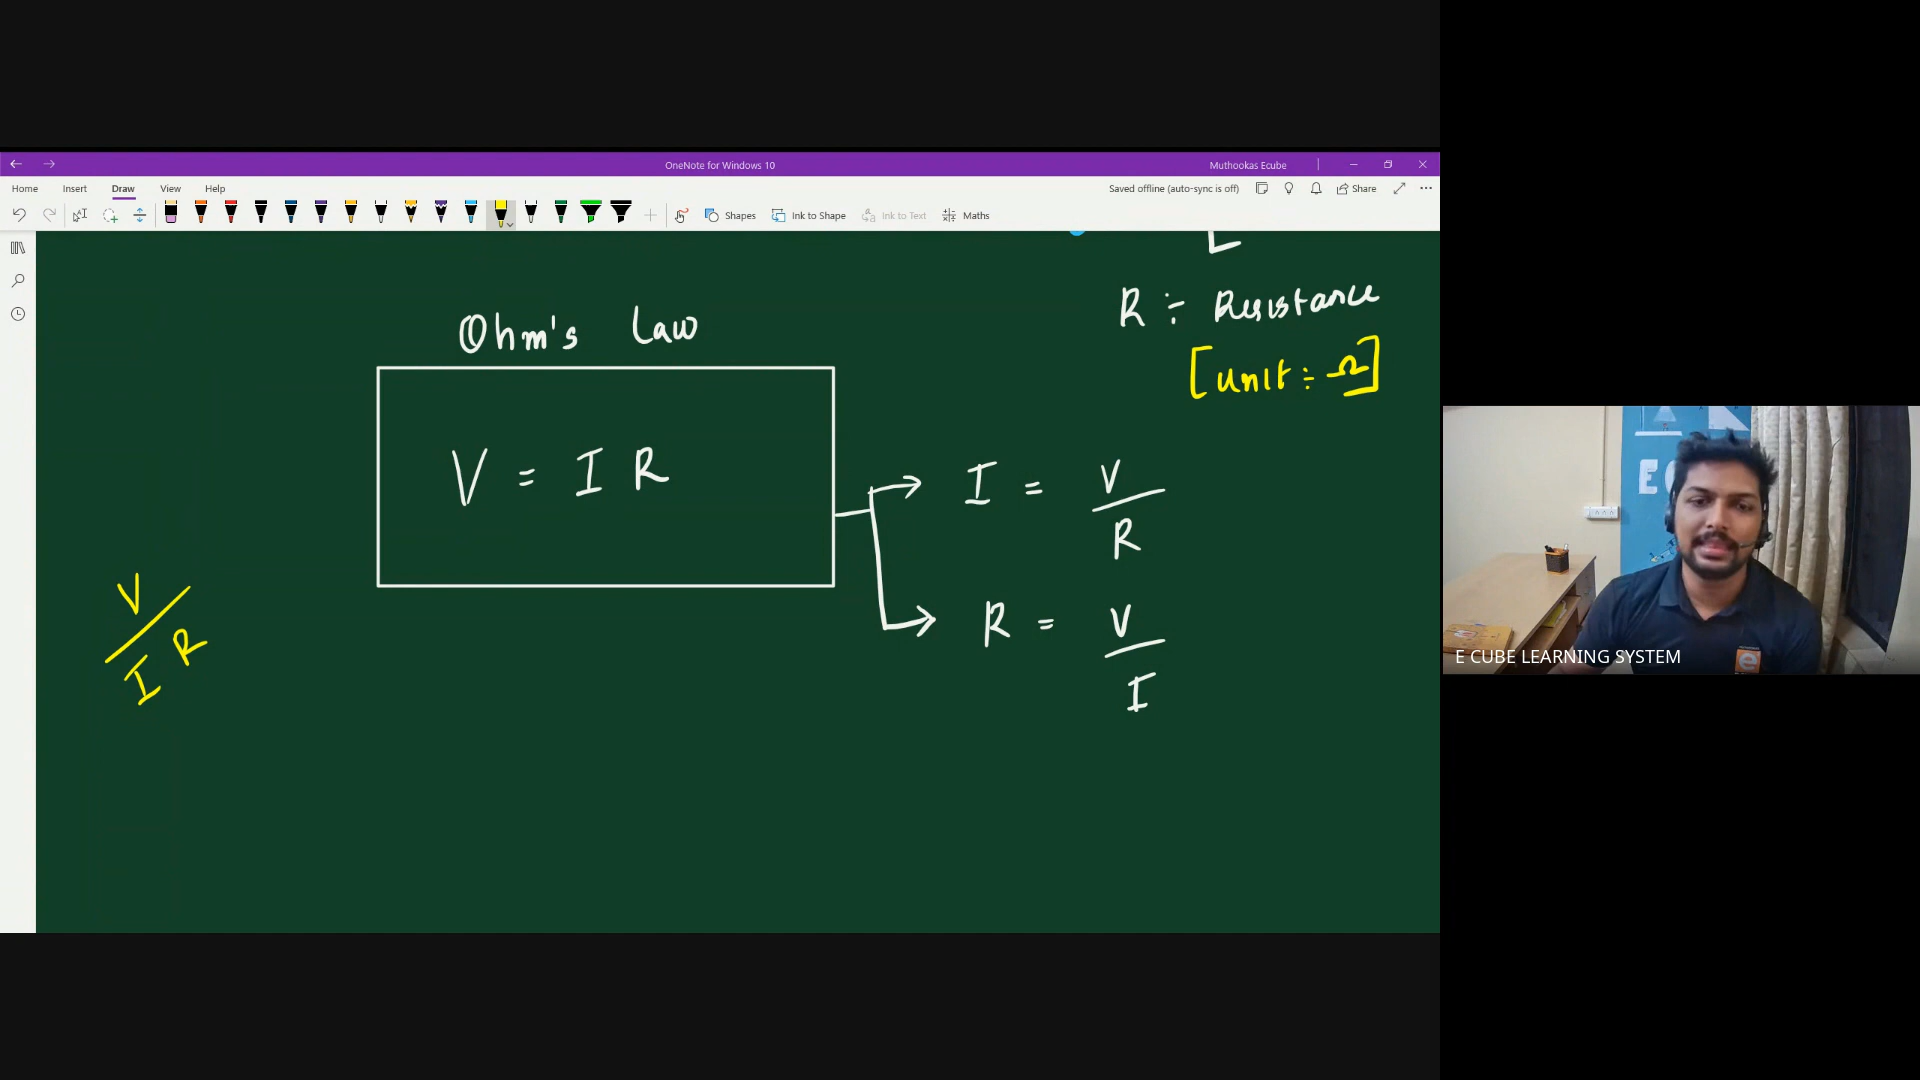 OneNote for Windows 10
Muthookas Ecube
Home Insert Draw View Help
Saved offline (auto-sync is off) Share
Shapes Ink to Shape Ink to Text Maths
Ohm's Law
V = I R
R ÷ Resistance
[unit ÷ Ω]
I = V / R
R = V / I
V / I R
E
E CUBE LEARNING SYSTEM
e